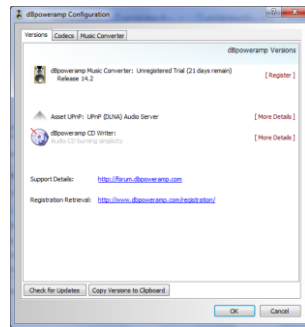 dBpoweramp Configuration
Versions Codecs Music Converter
dBpoweramp Versions
dBpoweramp Music Converter: Unregistered Trial (21 days remain) [ Register ]
Release 14.2
Asset UPnP: UPnP (DLNA) Audio Server [ More Details ]
dBpoweramp CD Writer: [ More Details ]
Audio CD burning simplicity
Support Details: http://forum.dbpoweramp.com
Registration Retrieval: http://www.dbpoweramp.com/registration/
Check for Updates Copy Versions to Clipboard
OK Cancel